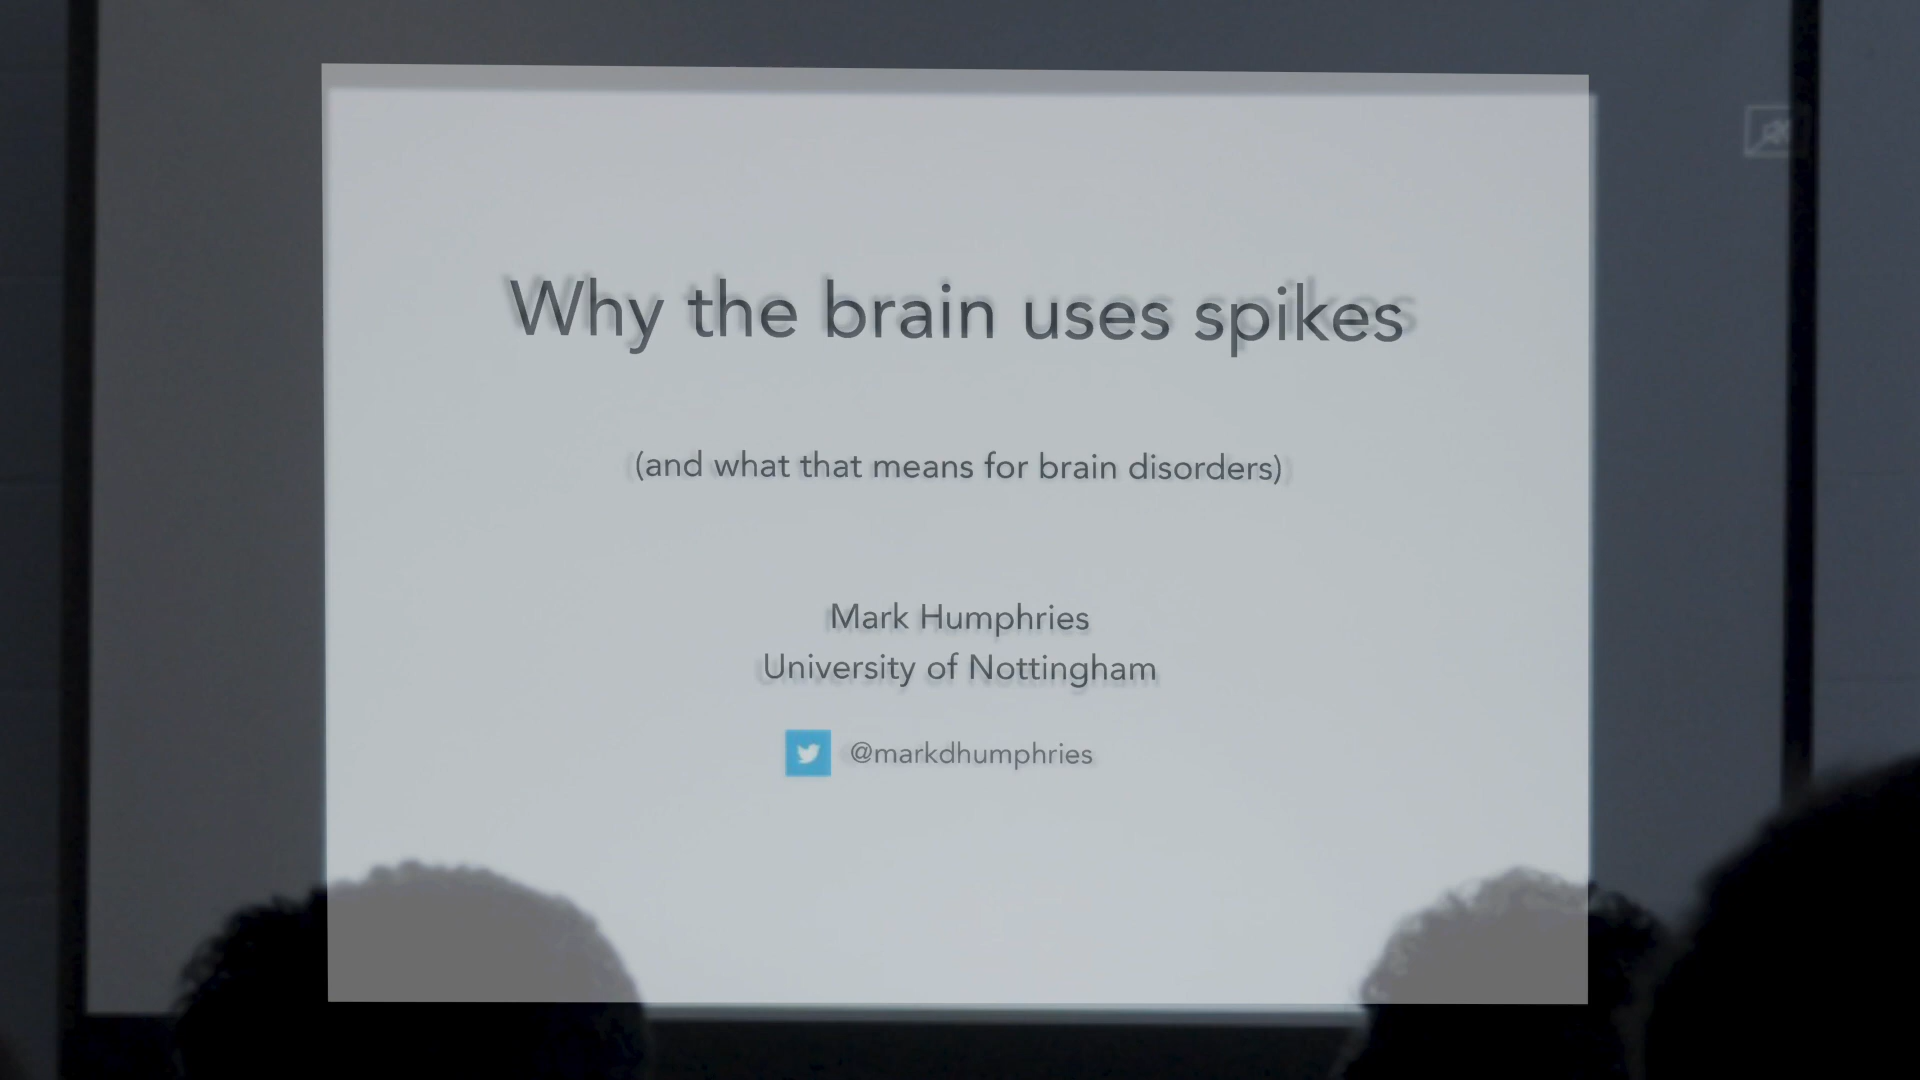 Why the brain uses spikes
(and what that means for brain disorders)
Mark Humphries
University of Nottingham
@markdhumphries